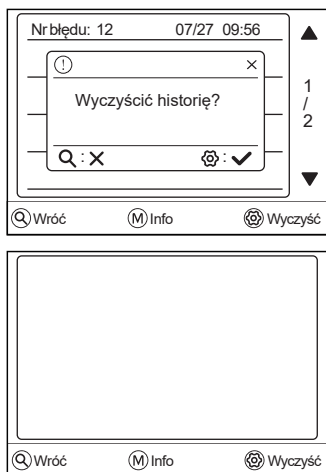 Nr błędu: 12 07/27 09:56
Wyczyścić historię?
1
/
2
: :
Wróć M Info Wyczyść
Wróć M Info Wyczyść